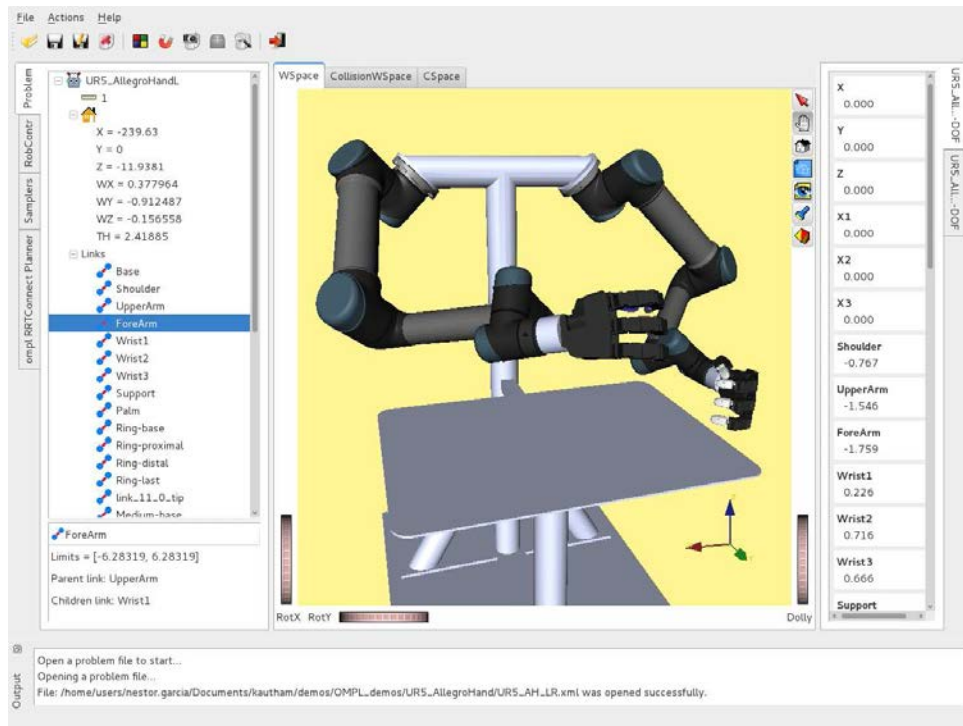 File Actions Help
Problem
RobContr
Samplers
ompl RRTConnect Planner
UR5_AllegroHandL
1
X = -239.63
Y = 0
Z = -11.9381
WX = 0.377964
WY = -0.912487
WZ = -0.156558
TH = 2.41885
Links
Base
Shoulder
UpperArm
ForeArm
Wrist1
Wrist2
Wrist3
Support
Palm
Ring-base
Ring-proximal
Ring-distal
Ring-last
link_11_0_tip
Medium-base
ForeArm
Limits = [-6.28319, 6.28319]
Parent link: UpperArm
Children link: Wrist1
WSpace CollisionWSpace CSpace
RotX RotY
Dolly
X
0.000
Y
0.000
Z
0.000
X1
0.000
X2
0.000
X3
0.000
Shoulder
-0.767
UpperArm
-1.546
ForeArm
-1.759
Wrist1
0.226
Wrist2
0.716
Wrist3
0.666
Support
UR5_All...-DOF
UR5_All...-DOF
Output
Open a problem file to start...
Opening a problem file...
File: /home/users/nestor.garcia/Documents/kautham/demos/OMPL_demos/UR5_AllegroHand/UR5_AH_LR.xml was opened successfully.